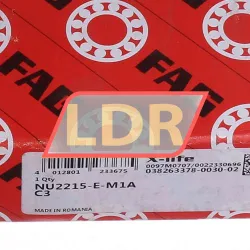 FAG
FAG
LDR
X-life
0097M0707/0022330696
038263378-0030-02
4 012801 233675
1 Qty
NU2215-E-M1A
C3
MADE IN ROMANIA